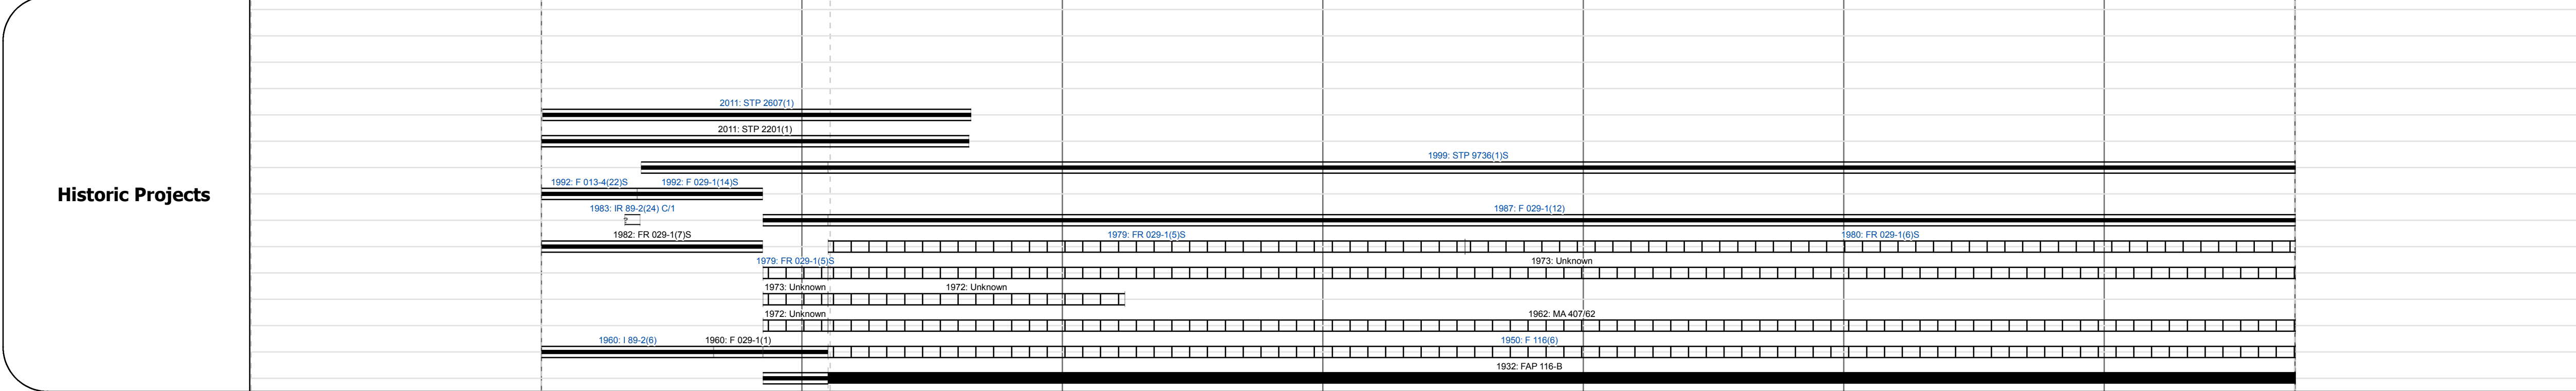 2011: STP 2607(1)
2011: STP 2201(1)
1999: STP 9736(1)S
1992: F 013-4(22)S 1992: F 029-1(14)S
Historic Projects
1983: IR 89-2(24) C/1 1987: F 029-1(12)
?
1982: FR 029-1(7)S 1979: FR 029-1(5)S 1980: FR 029-1(6)S
1979: FR 029-1(5)S 1973: Unknown
1973: Unknown 1972: Unknown
1972: Unknown 1962: MA 407/62
1960: I 89-2(6) 1960: F 029-1(1) 1950: F 116(6)
1932: FAP 116-B